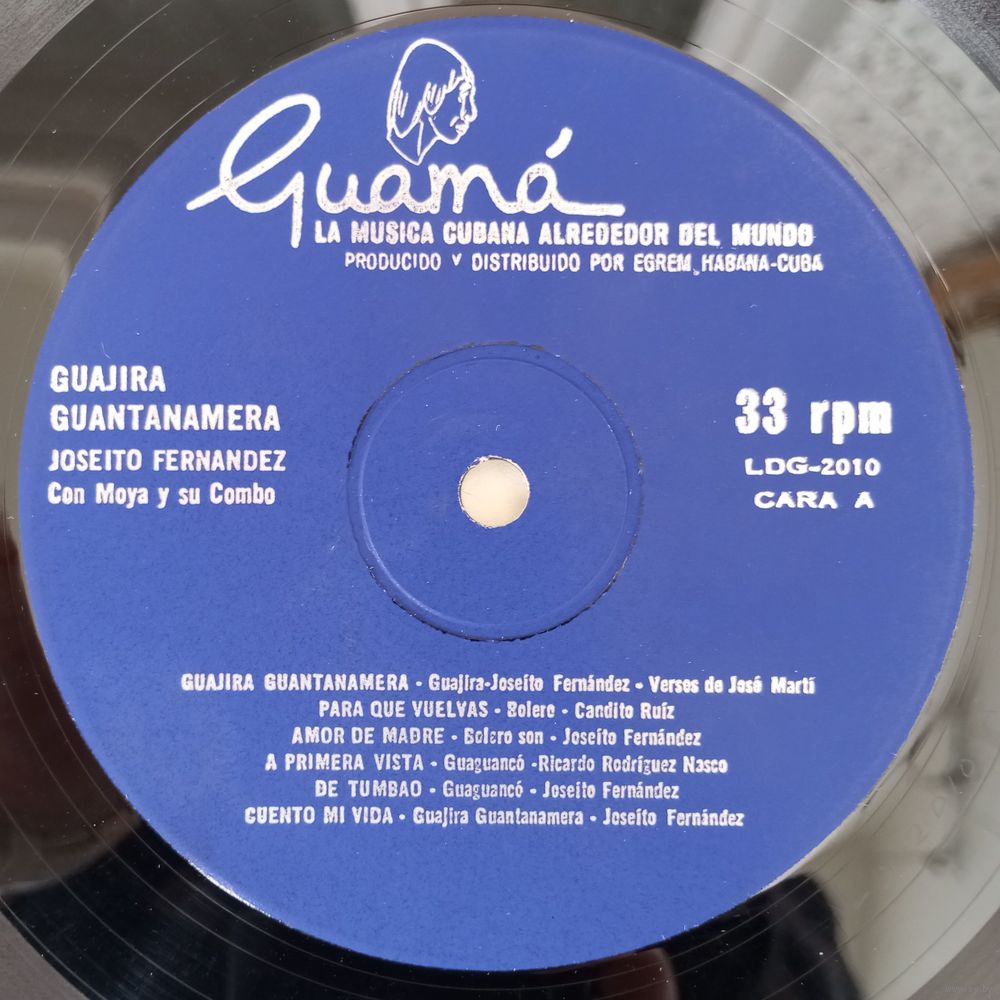 Guamá
LA MUSICA CUBANA ALREDEDOR DEL MUNDO
PRODUCIDO Y DISTRIBUIDO POR EGREM, HABANA-CUBA
GUAJIRA
GUANTANAMERA
JOSEITO FERNANDEZ
Con Moya y su Combo
33 rpm
LDG-2010
CARA A
GUAJIRA GUANTANAMERA - Guajira-Joseíto Fernández - Versos de José Martí
PARA QUE VUELVAS - Bolero - Candito Ruíz
AMOR DE MADRE - Bolero son - Joseíto Fernández
A PRIMERA VISTA - Guaguancó -Ricardo Rodríguez Nasco
DE TUMBAO - Guaguancó - Joseíto Fernández
CUENTO MI VIDA - Guajira Guantanamera - Joseíto Fernández